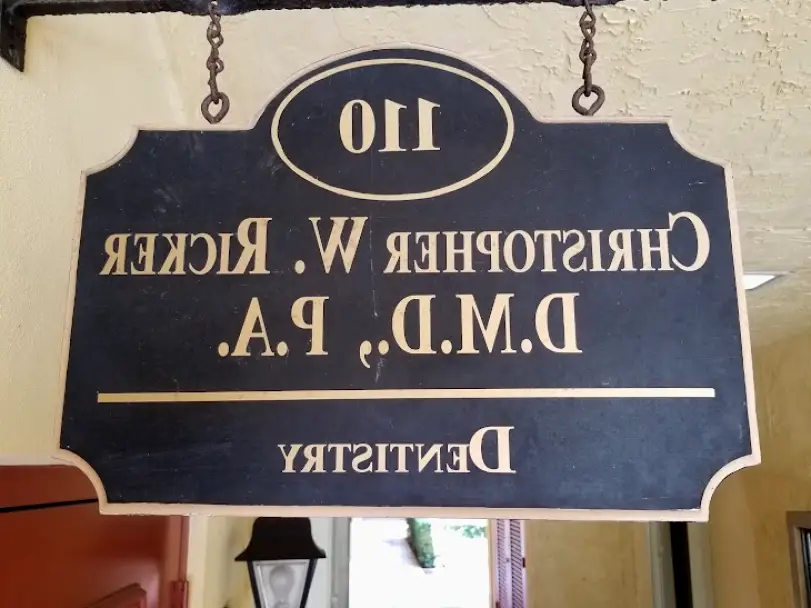 110
Christopher W. Ricker
D.M.D., P.A.
Dentistry